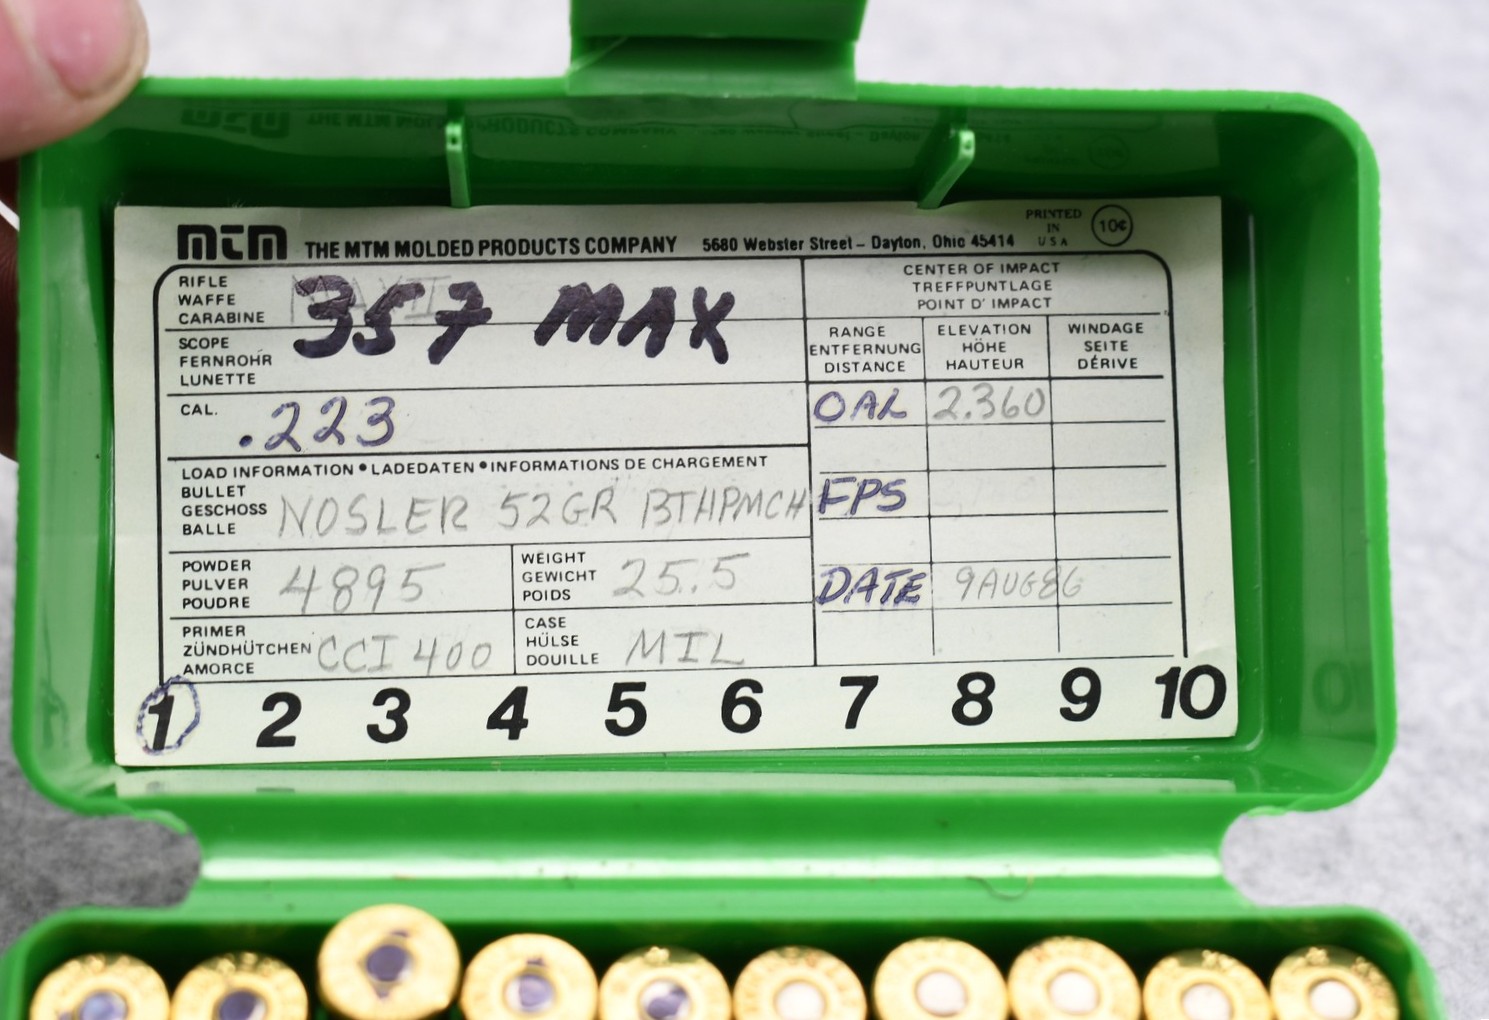 MTM THE MTM MOLDED PRODUCTS COMPANY 5680 Webster Street – Dayton, Ohio 45414 PRINTED IN USA 10¢
RIFLE
WAFFE
CARABINE
357 MAX
SCOPE
FERNROHR
LUNETTE
CAL. .223
LOAD INFORMATION • LADEDATEN • INFORMATIONS DE CHARGEMENT
BULLET
GESCHOSS
BALLE
NOSLER 52GR BTHPMCH
POWDER
PULVER
POUDRE
4895
WEIGHT
GEWICHT
POIDS
25.5
PRIMER
ZÜNDHÜTCHEN
AMORCE
CCI 400
CASE
HÜLSE
DOUILLE
MIL
CENTER OF IMPACT
TREFFPUNTLAGE
POINT D' IMPACT
RANGE
ENTFERNUNG
DISTANCE
ELEVATION
HÖHE
HAUTEUR
WINDAGE
SEITE
DÉRIVE
OAL 2.360
FPS
DATE 9AUG86
1 2 3 4 5 6 7 8 9 10